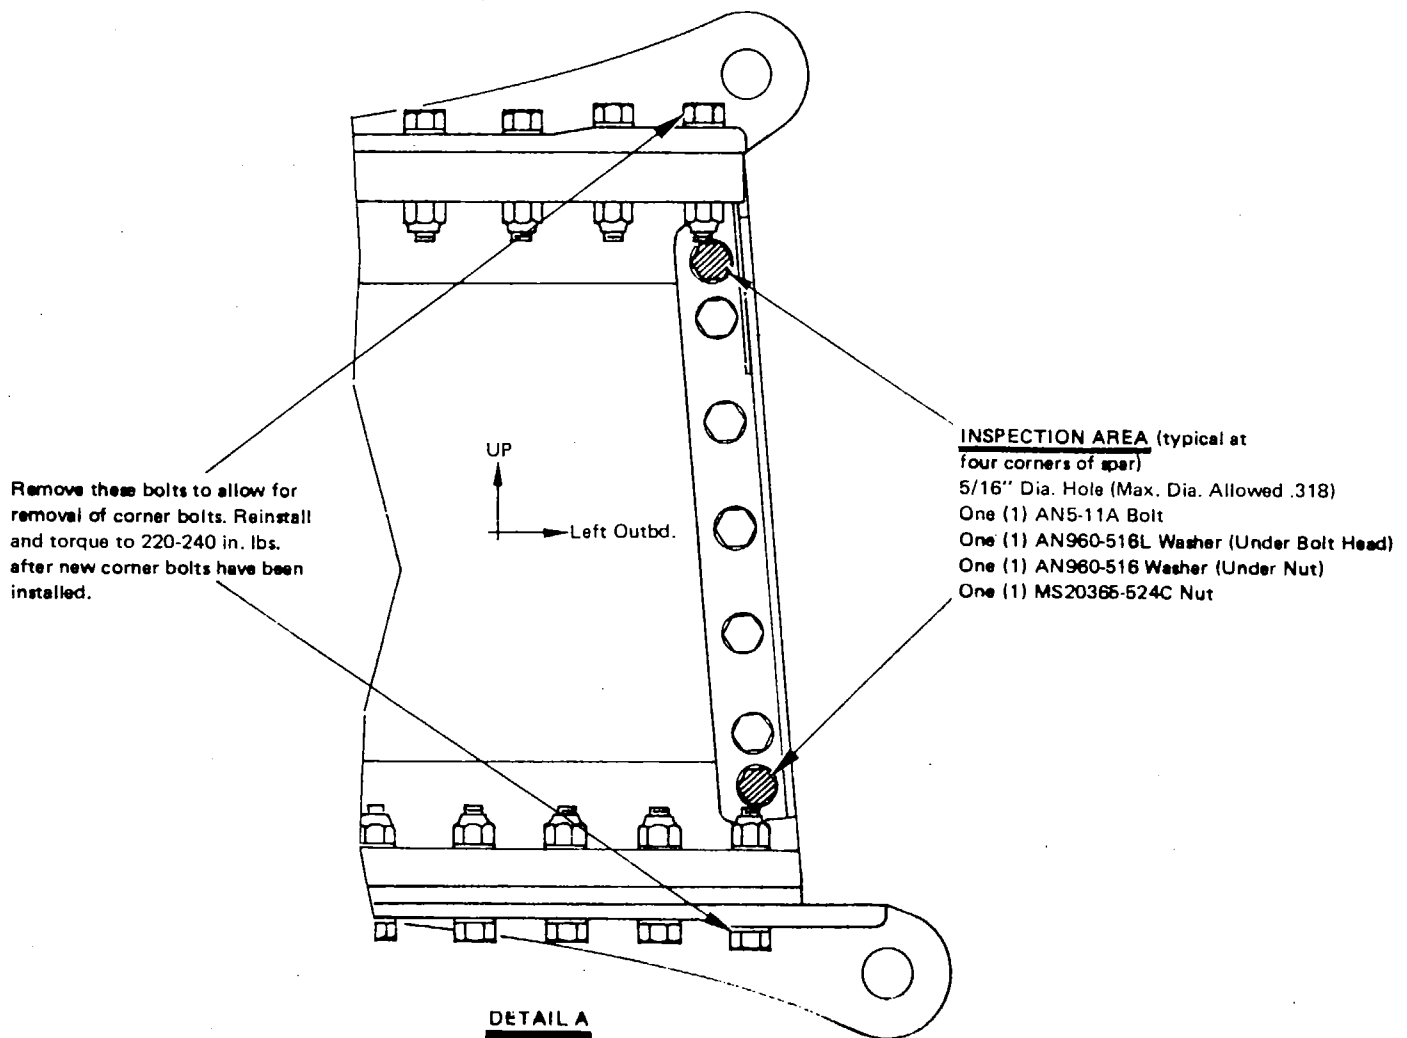 UP
Left Outbd.
Remove these bolts to allow for
removal of corner bolts. Reinstall
and torque to 220-240 in. lbs.
after new corner bolts have been
installed.
INSPECTION AREA (typical at
four corners of spar)
5/16" Dia. Hole (Max. Dia. Allowed .318)
One (1) AN5-11A Bolt
One (1) AN960-516L Washer (Under Bolt Head)
One (1) AN960-516 Washer (Under Nut)
One (1) MS20365-524C Nut
DETAIL A